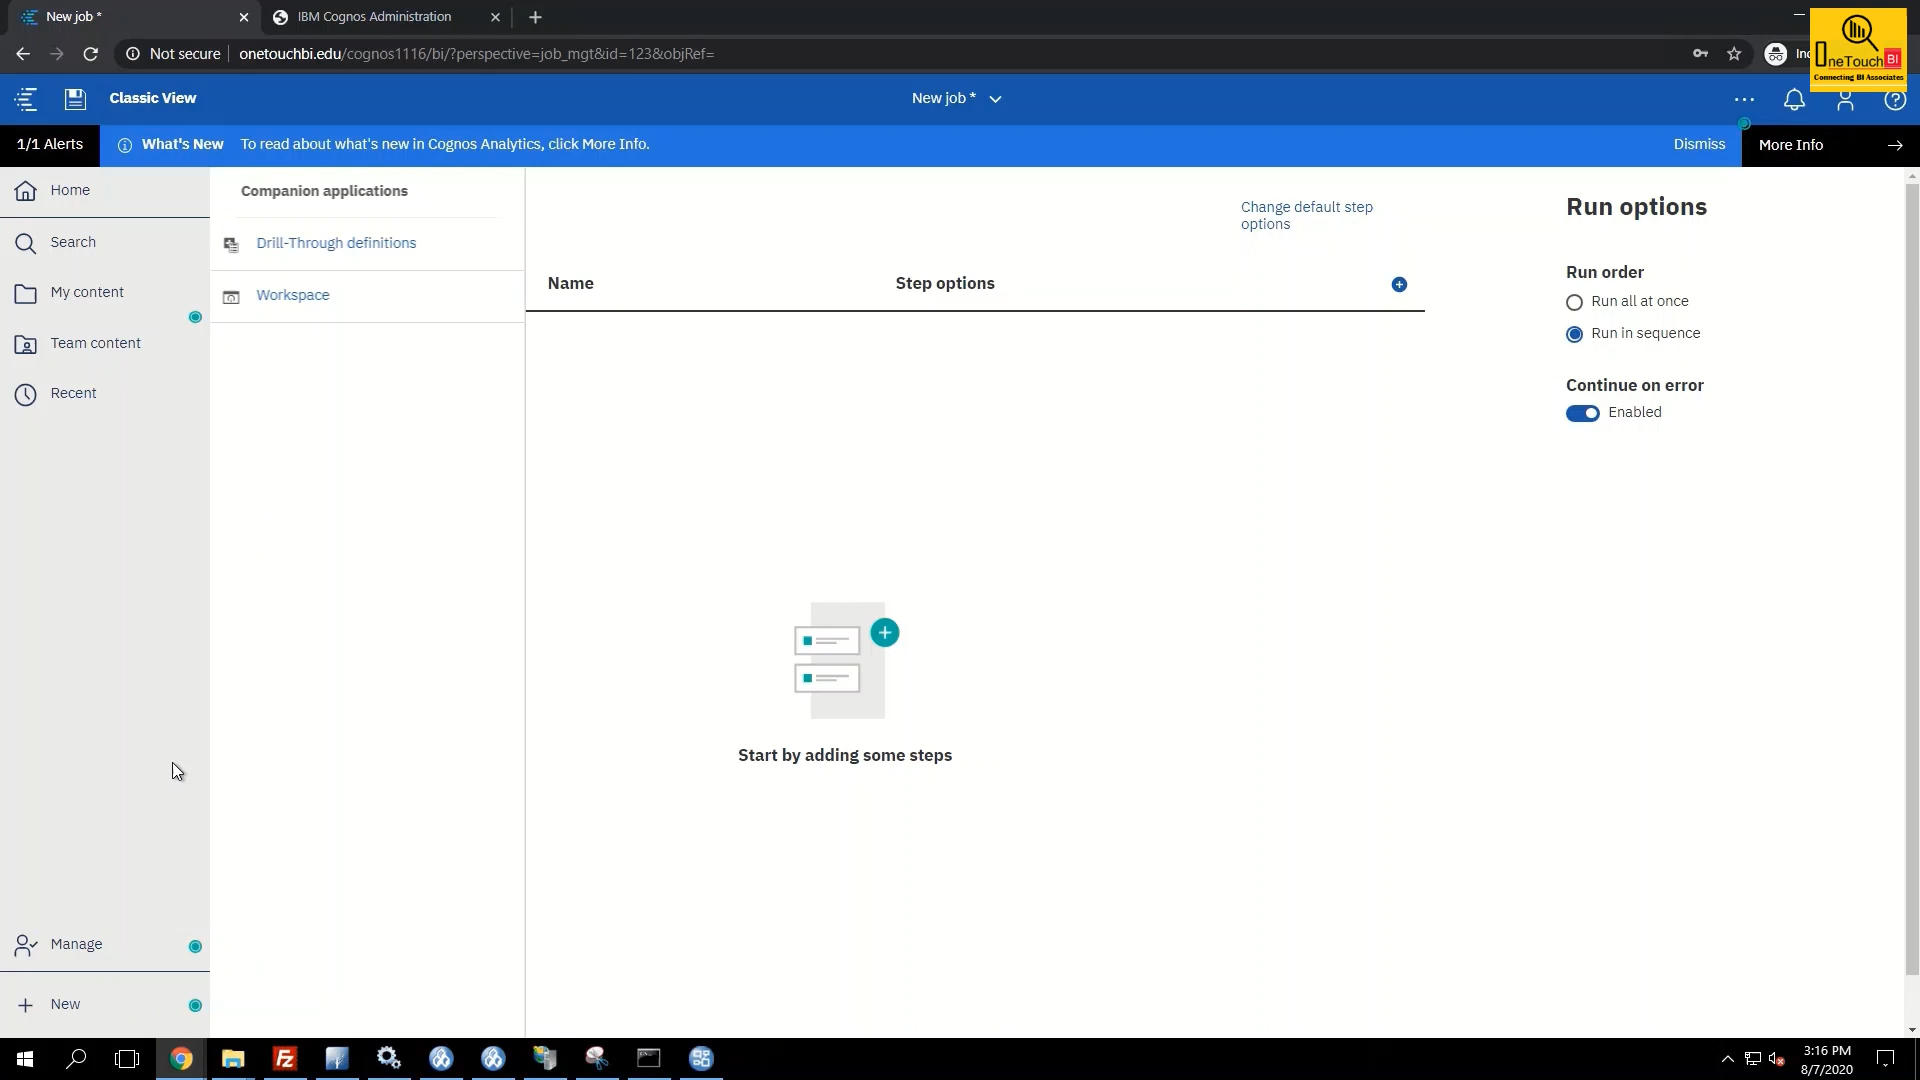 New job *
IBM Cognos Administration
Not secure
onetouchbi.edu/cognos1116/bi/?perspective=job_mgt&id=123&objRef=
OneTouch BI
Connecting BI Associates
Classic View
New job *
1/1 Alerts
What's New To read about what's new in Cognos Analytics, click More Info.
Dismiss
More Info
Home
Search
My content
Team content
Recent
Manage
New
Companion applications
Drill-Through definitions
Workspace
Change default step
options
Name
Step options
Start by adding some steps
Run options
Run order
Run all at once
Run in sequence
Continue on error
Enabled
Fz
3:16 PM
8/7/2020